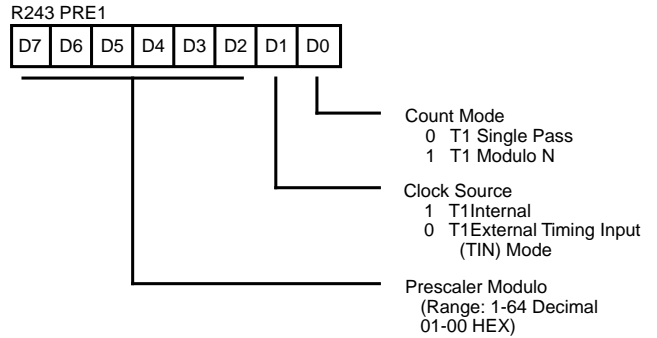 R243 PRE1
D7 D6 D5 D4 D3 D2 D1 D0
Count Mode
0 T1 Single Pass
1 T1 Modulo N
Clock Source
1 T1Internal
0 T1External Timing Input
(TIN) Mode
Prescaler Modulo
(Range: 1-64 Decimal
01-00 HEX)